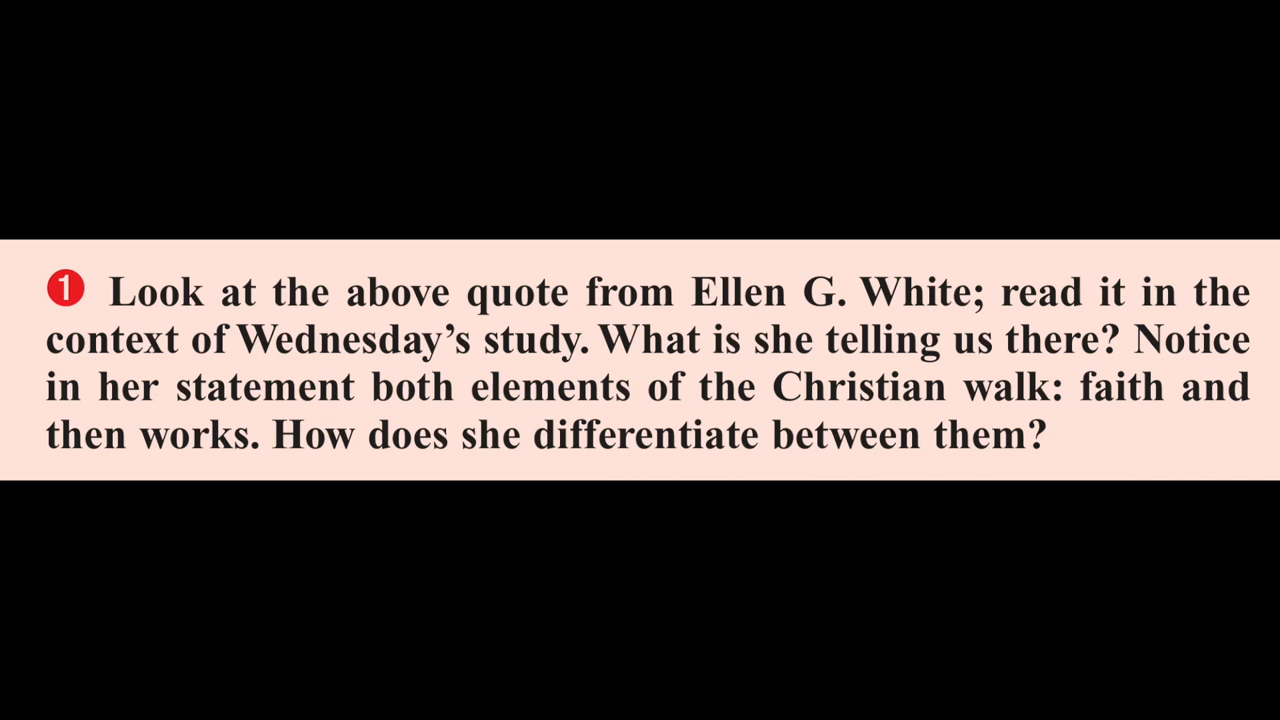 1 Look at the above quote from Ellen G. White; read it in the
context of Wednesday’s study. What is she telling us there? Notice
in her statement both elements of the Christian walk: faith and
then works. How does she differentiate between them?